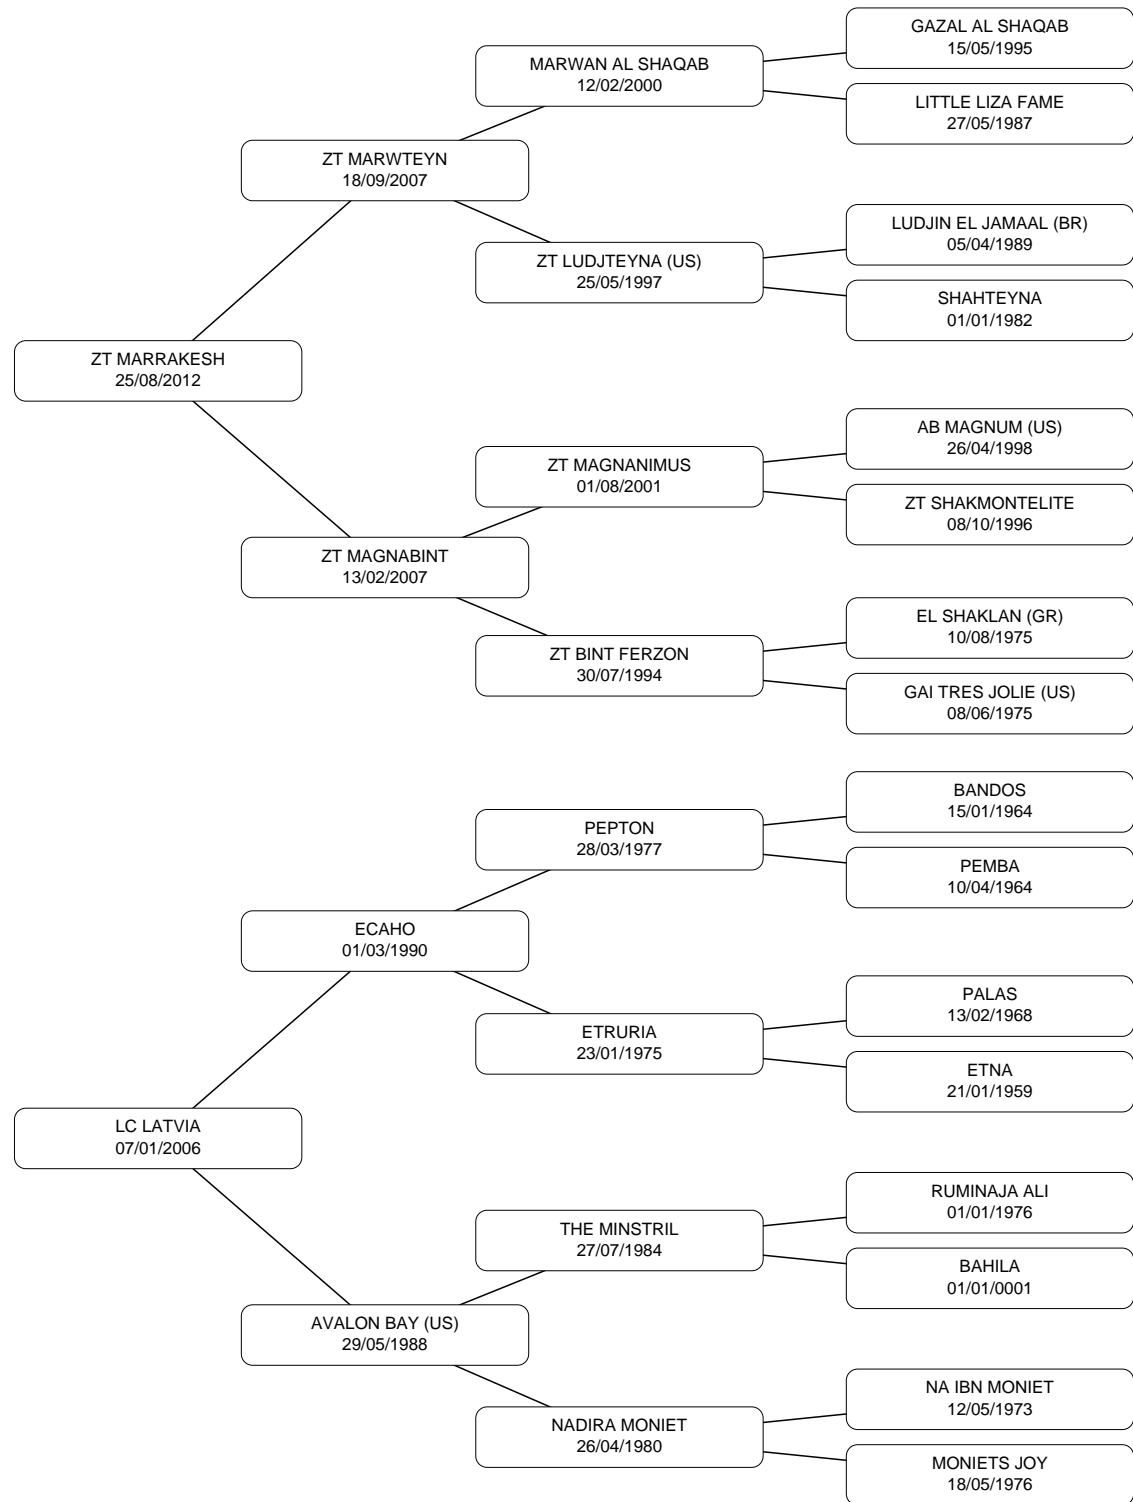 GAZAL AL SHAQAB
15/05/1995
MARWAN AL SHAQAB
12/02/2000
LITTLE LIZA FAME
27/05/1987
ZT MARWTEYN
18/09/2007
LUDJIN EL JAMAAL (BR)
05/04/1989
ZT LUDJTEYNA (US)
25/05/1997
SHAHTEYNA
01/01/1982
ZT MARRAKESH
25/08/2012
AB MAGNUM (US)
26/04/1998
ZT MAGNANIMUS
01/08/2001
ZT SHAKMONTELITE
08/10/1996
ZT MAGNABINT
13/02/2007
EL SHAKLAN (GR)
10/08/1975
ZT BINT FERZON
30/07/1994
GAI TRES JOLIE (US)
08/06/1975
BANDOS
15/01/1964
PEPTON
28/03/1977
PEMBA
10/04/1964
ECAHO
01/03/1990
PALAS
13/02/1968
ETRURIA
23/01/1975
ETNA
21/01/1959
LC LATVIA
07/01/2006
RUMINAJA ALI
01/01/1976
THE MINSTRIL
27/07/1984
BAHILA
01/01/0001
AVALON BAY (US)
29/05/1988
NA IBN MONIET
12/05/1973
NADIRA MONIET
26/04/1980
MONIETS JOY
18/05/1976